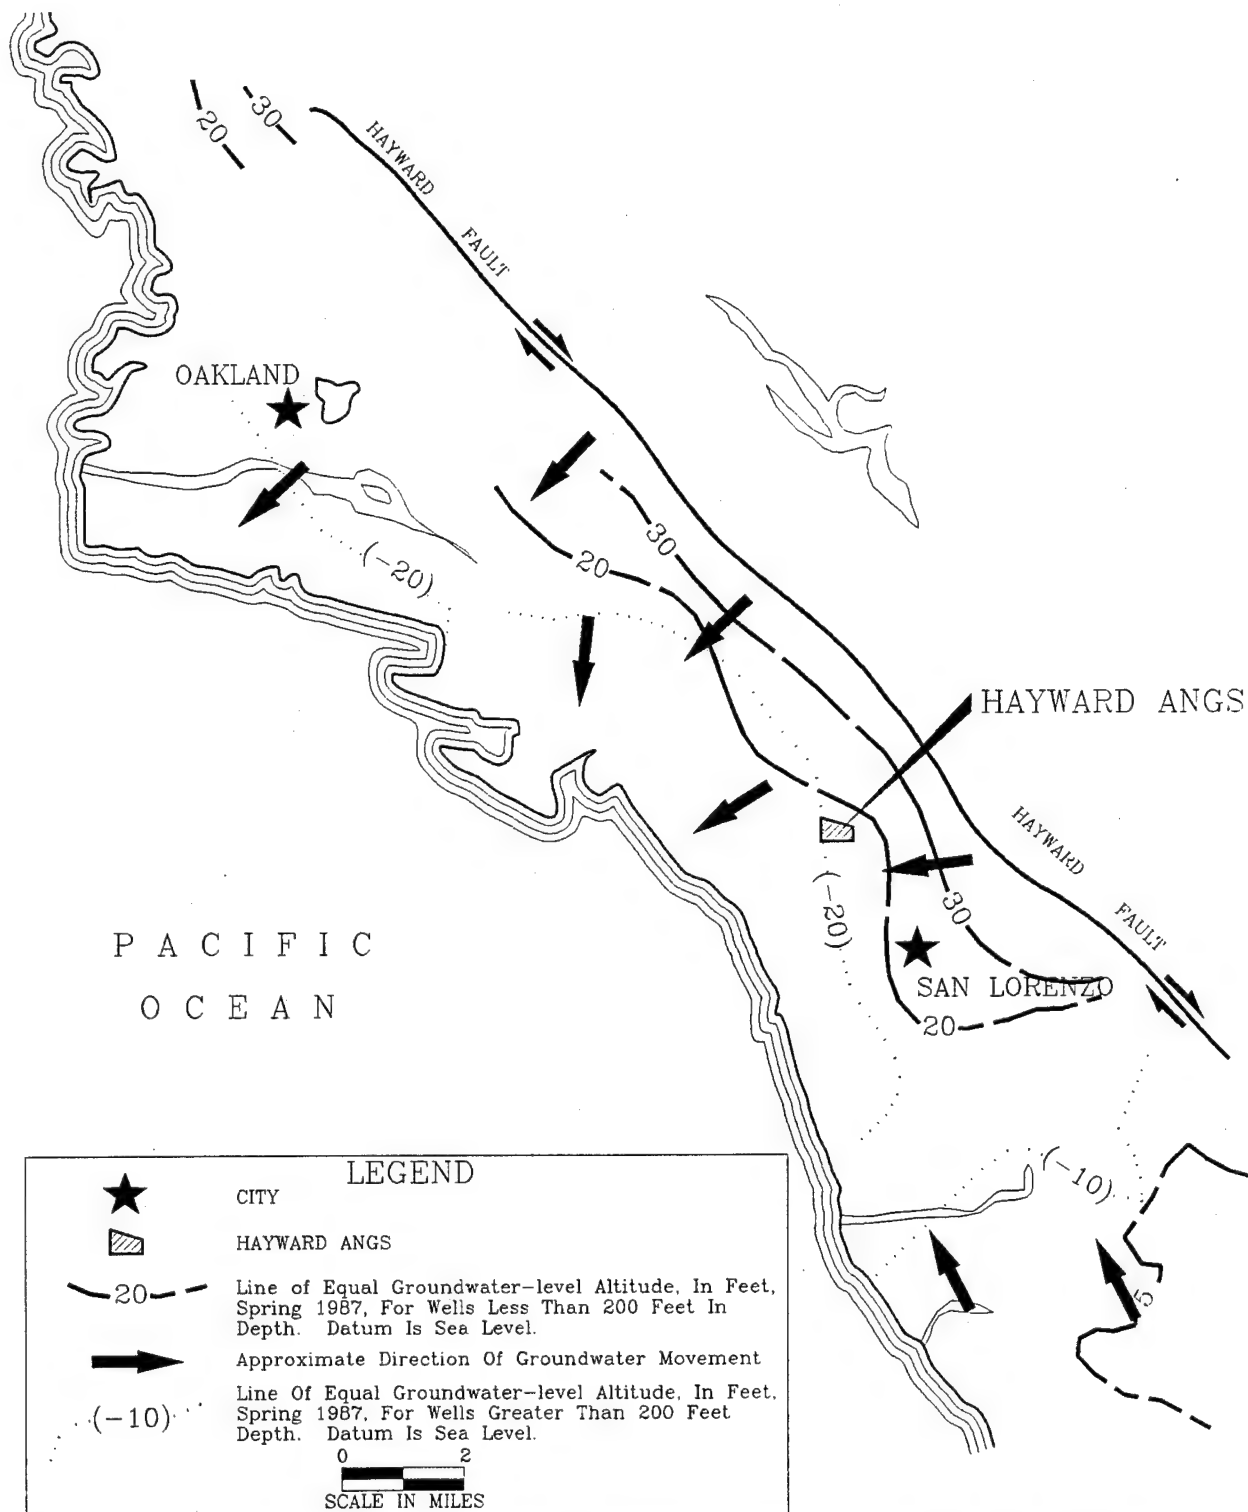 20
30
HAYWARD
FAULT
OAKLAND
30
20
(-20)
HAYWARD ANGS
HAYWARD
FAULT
(-20)
30
PACIFIC
OCEAN
SAN LORENZO
20
(-10)
5
LEGEND
CITY
HAYWARD ANGS
20
Line of Equal Groundwater-level Altitude, In Feet,
Spring 1987, For Wells Less Than 200 Feet In
Depth. Datum Is Sea Level.
Approximate Direction Of Groundwater Movement
(-10)
Line Of Equal Groundwater-level Altitude, In Feet,
Spring 1987, For Wells Greater Than 200 Feet
Depth. Datum Is Sea Level.
0 2
SCALE IN MILES